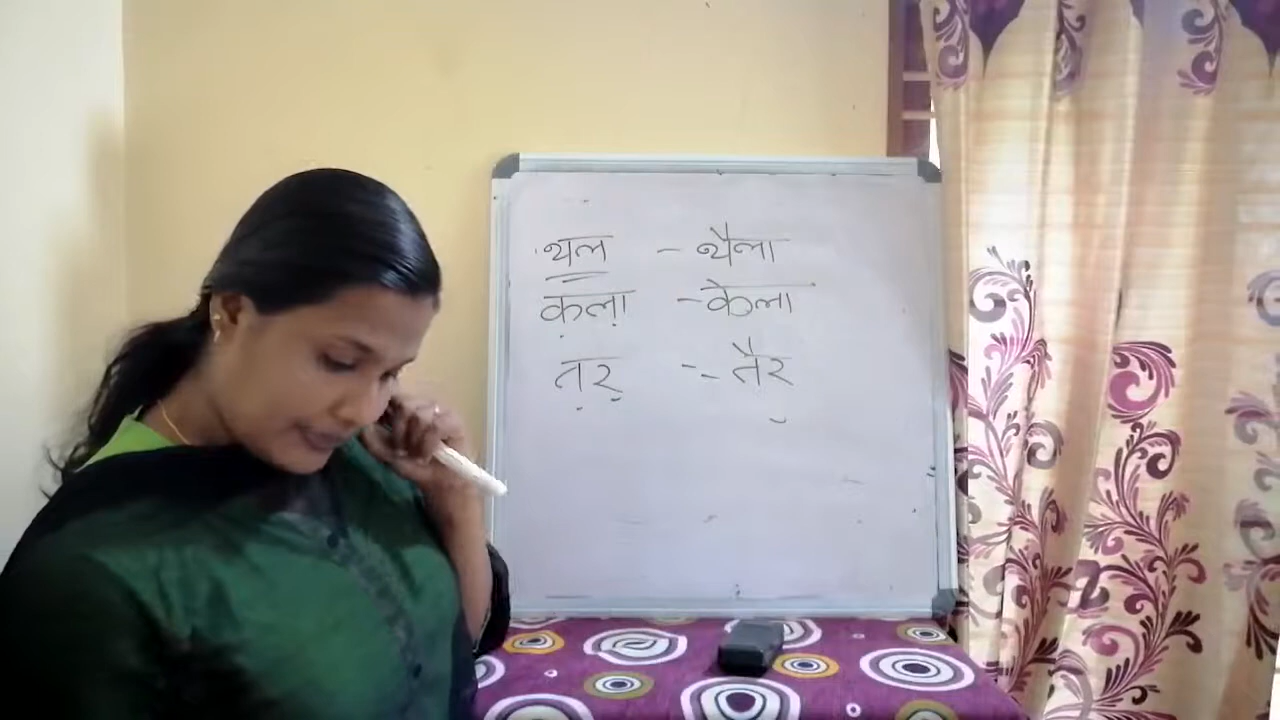 थल - थैला
कला - केला
तर -- तैर